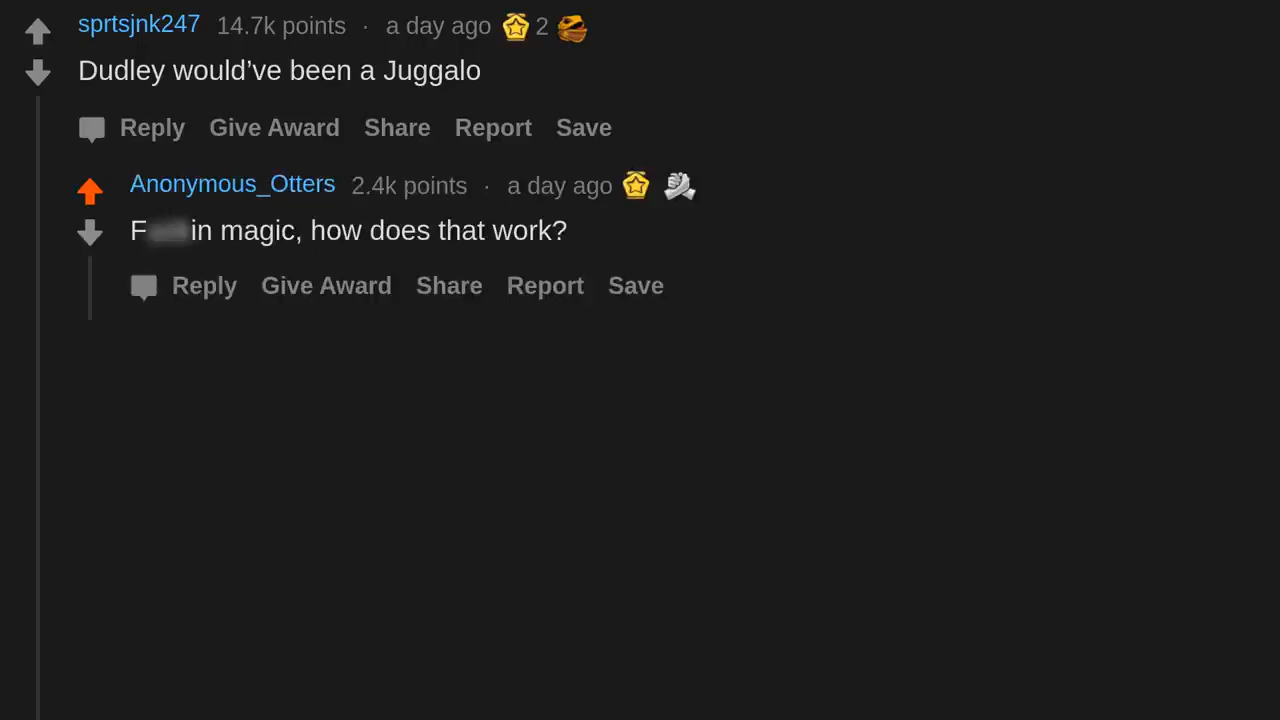 sprtsjnk247 14.7k points · a day ago 2
Dudley would’ve been a Juggalo
Reply Give Award Share Report Save
Anonymous_Otters 2.4k points · a day ago
F in magic, how does that work?
Reply Give Award Share Report Save